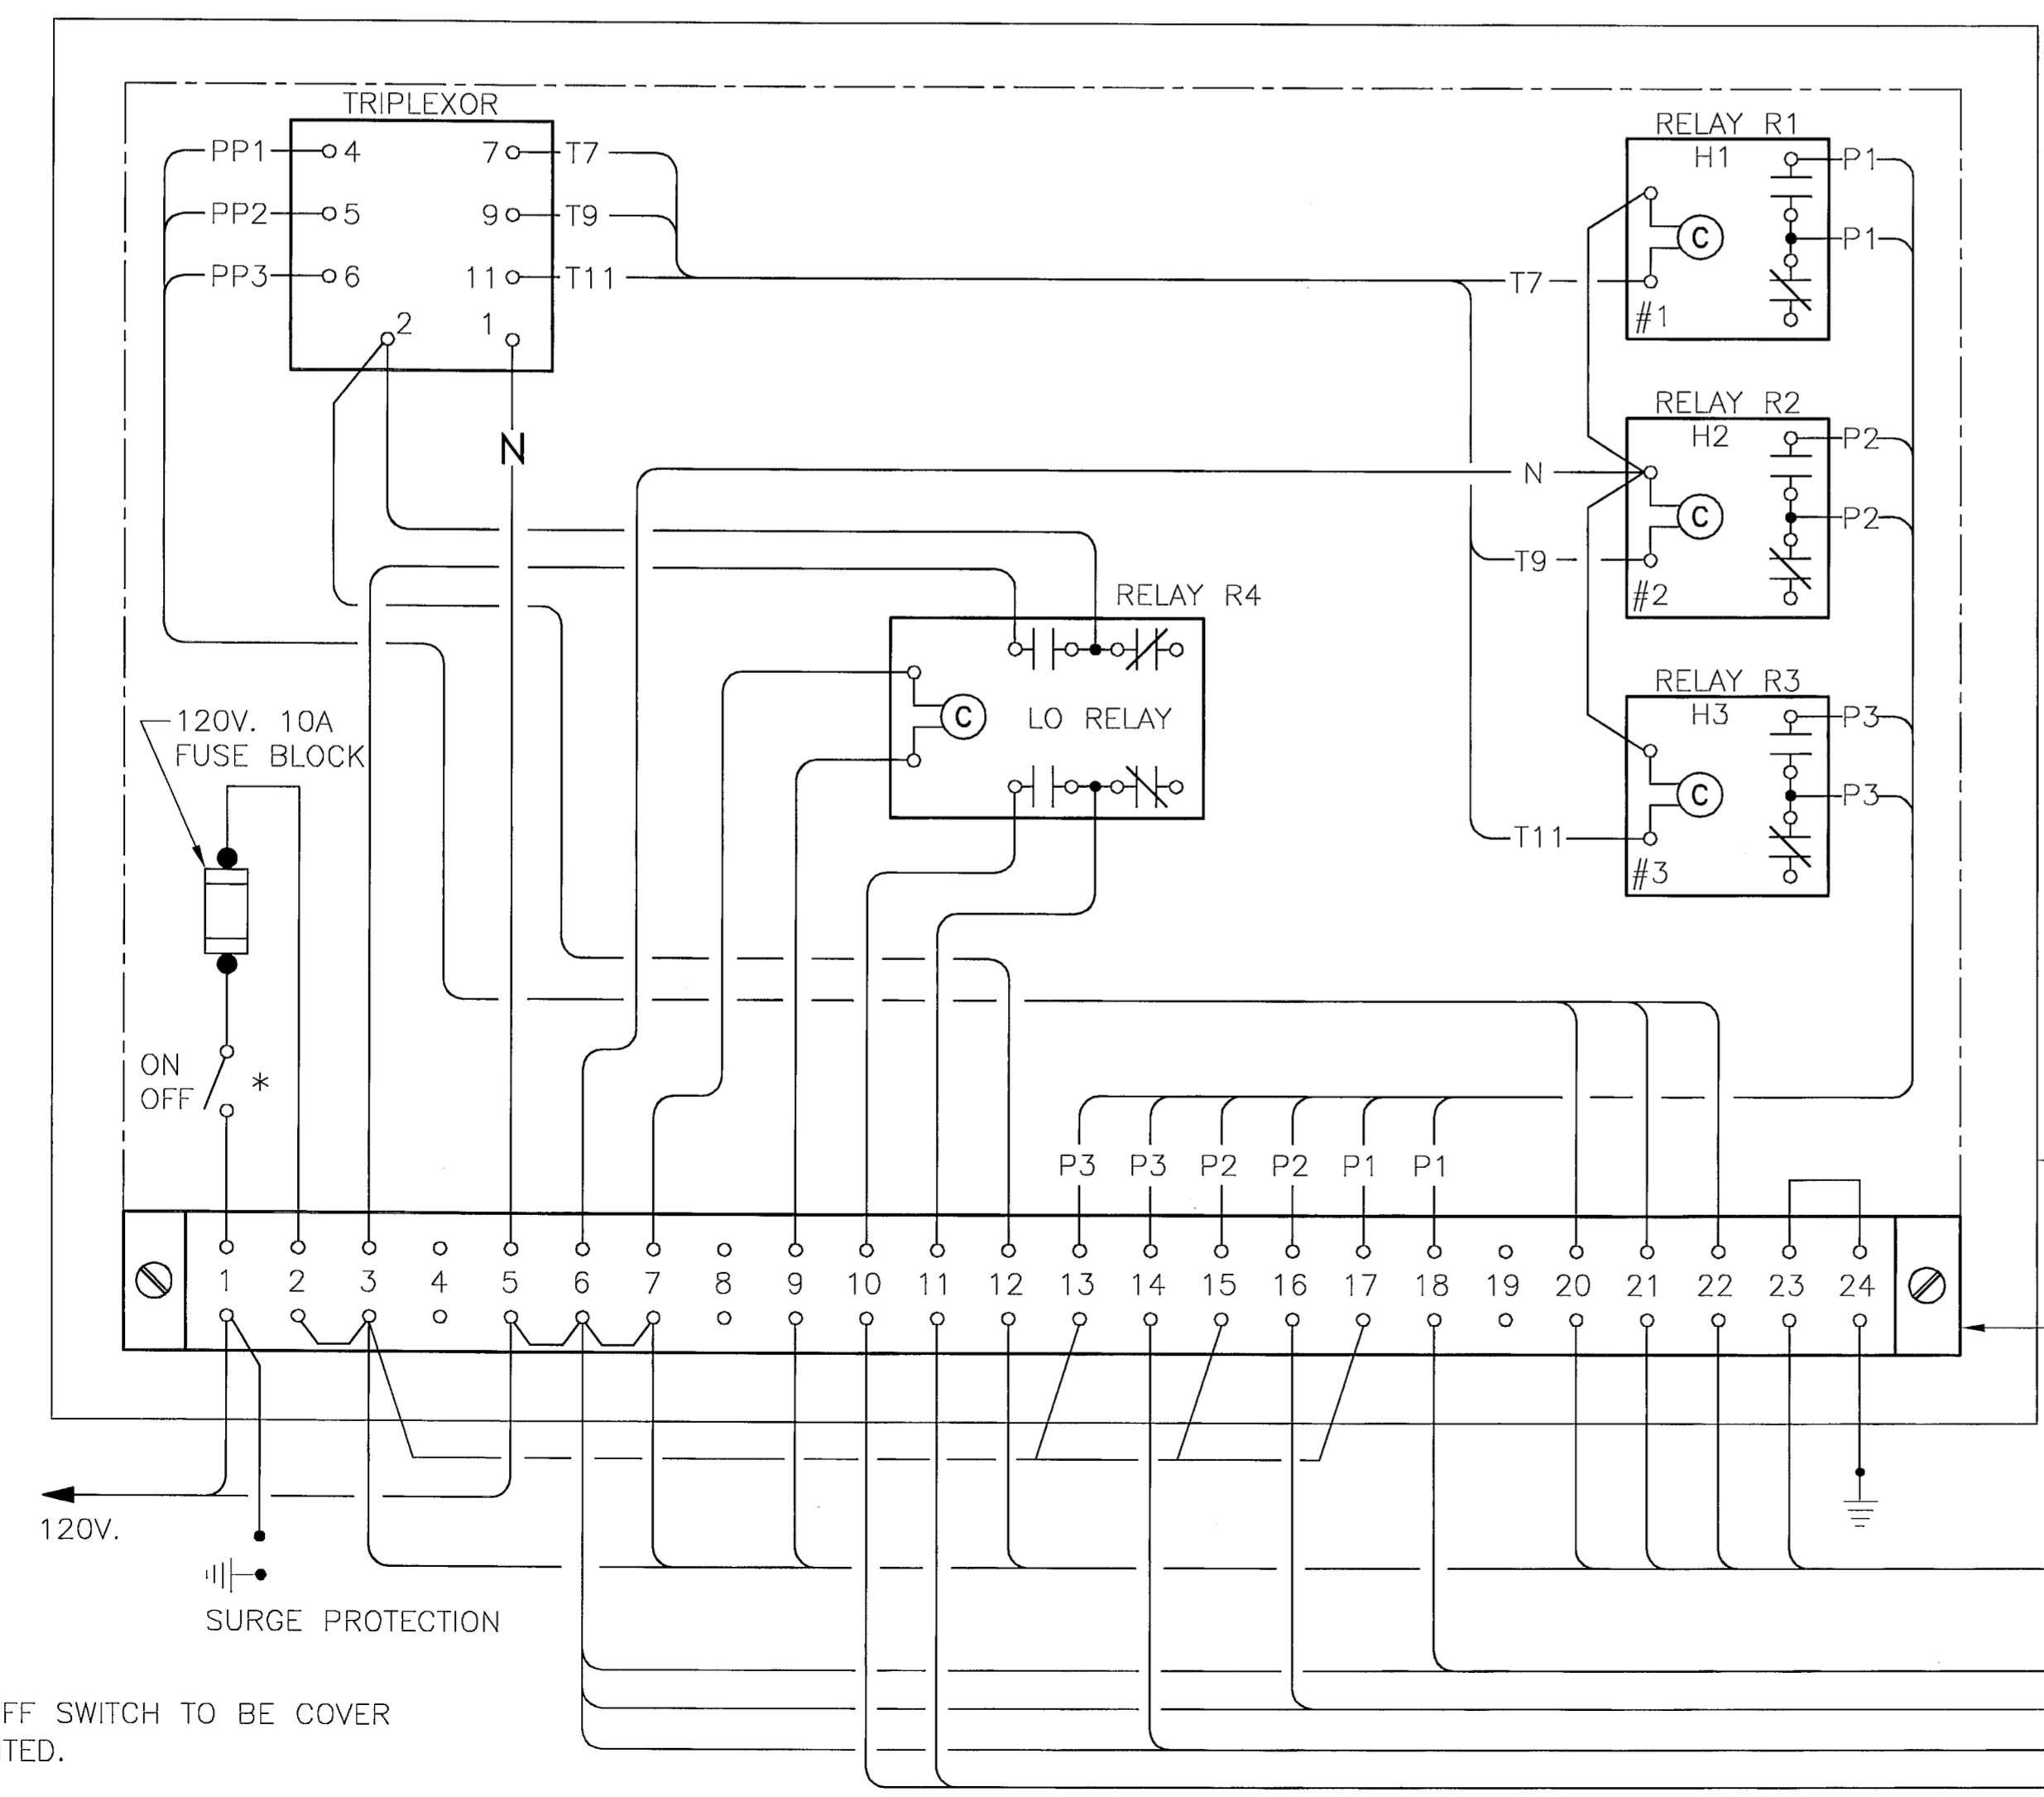 TRIPLEXOR
PP1 4 7 T7
PP2 5 9 T9
PP3 6 11 T11
2 1
N
RELAY R1
H1
P1
C
P1
T7
#1
RELAY R2
H2
P2
N
C
P2
T9
#2
RELAY R3
H3
P3
C
P3
T11
#3
RELAY R4
C LO RELAY
120V. 10A
FUSE BLOCK
ON
OFF *
P3 P3 P2 P2 P1 P1
1 2 3 4 5 6 7 8 9 10 11 12 13 14 15 16 17 18 19 20 21 22 23 24
120V.
SURGE PROTECTION
FF SWITCH TO BE COVER
TED.